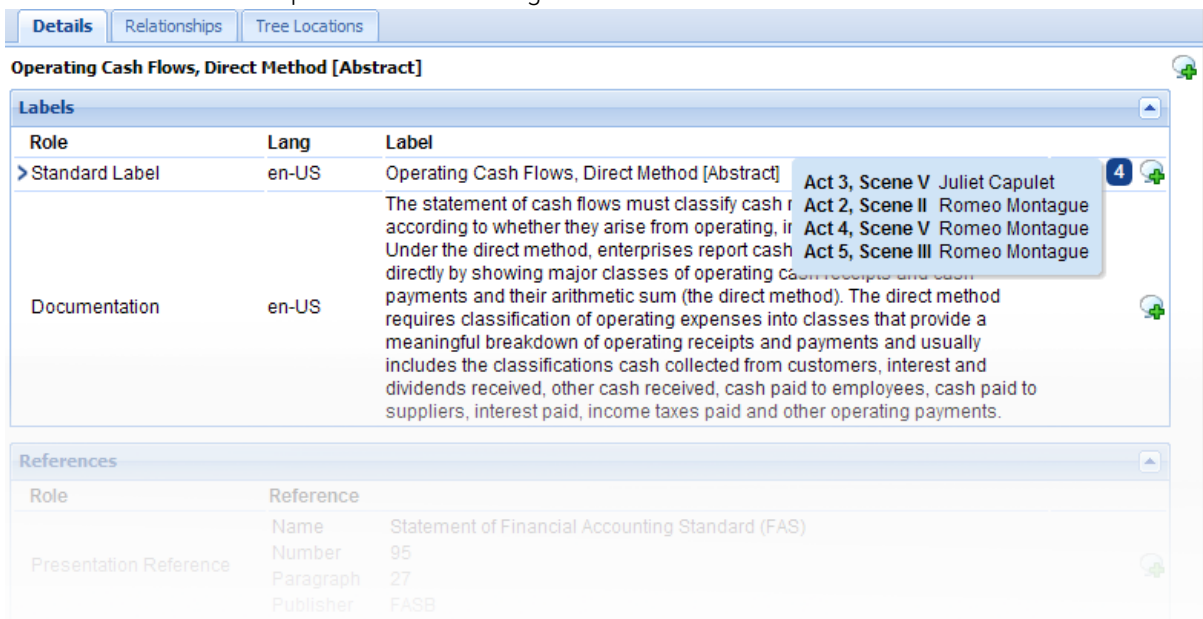 Details Relationships Tree Locations
Operating Cash Flows, Direct Method [Abstract]
Labels
Role Lang Label
Standard Label en-US Operating Cash Flows, Direct Method [Abstract] 4
Act 3, Scene V Juliet Capulet
Act 2, Scene II Romeo Montague
Act 4, Scene V Romeo Montague
Act 5, Scene III Romeo Montague
Documentation en-US
The statement of cash flows must classify cash
according to whether they arise from operating,
Under the direct method, enterprises report cash
directly by showing major classes of operating cash receipts and cash
payments and their arithmetic sum (the direct method). The direct method
requires classification of operating expenses into classes that provide a
meaningful breakdown of operating receipts and payments and usually
includes the classifications cash collected from customers, interest and
dividends received, other cash received, cash paid to employees, cash paid to
suppliers, interest paid, income taxes paid and other operating payments.
References
Role Reference
Presentation Reference
Name Statement of Financial Accounting Standard (FAS)
Number 95
Paragraph 27
Publisher FASB